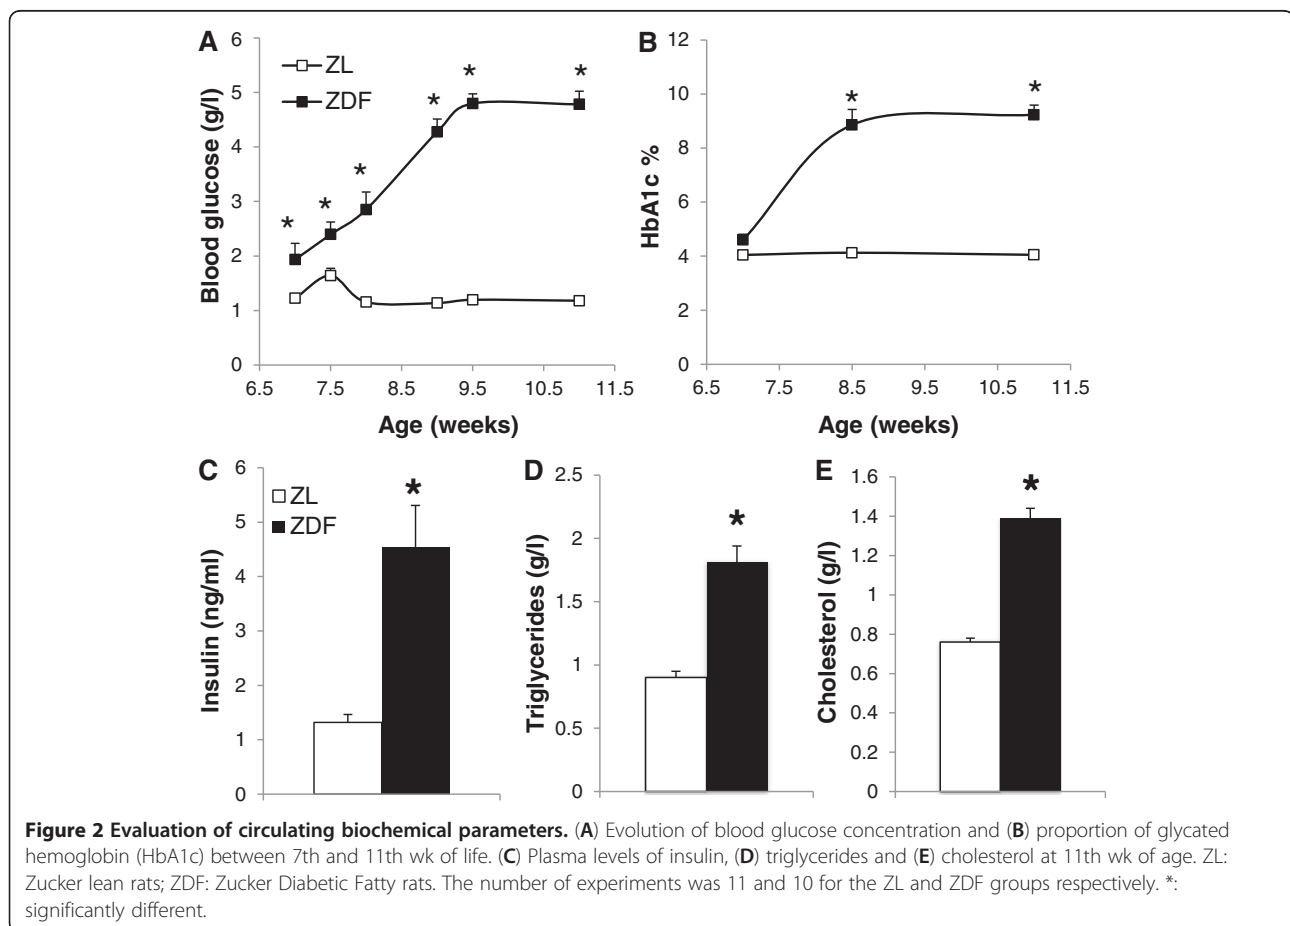 A
6
5
4
3
2
1
0
Blood glucose (g/l)
ZL
ZDF
* * * * * *
6.5 7.5 8.5 9.5 10.5 11.5
Age (weeks)
B
12
10
8
6
4
2
0
HbA1c %
* *
6.5 7.5 8.5 9.5 10.5 11.5
Age (weeks)
C
6
5
4
3
2
1
0
Insulin (ng/ml)
ZL
ZDF
*
D
2.5
2
1.5
1
0.5
0
Triglycerides (g/l)
*
E
1.6
1.4
1.2
1
0.8
0.6
0.4
0.2
0
Cholesterol (g/l)
*
Figure 2 Evaluation of circulating biochemical parameters. (A) Evolution of blood glucose concentration and (B) proportion of glycated
hemoglobin (HbA1c) between 7th and 11th wk of life. (C) Plasma levels of insulin, (D) triglycerides and (E) cholesterol at 11th wk of age. ZL:
Zucker lean rats; ZDF: Zucker Diabetic Fatty rats. The number of experiments was 11 and 10 for the ZL and ZDF groups respectively. *:
significantly different.